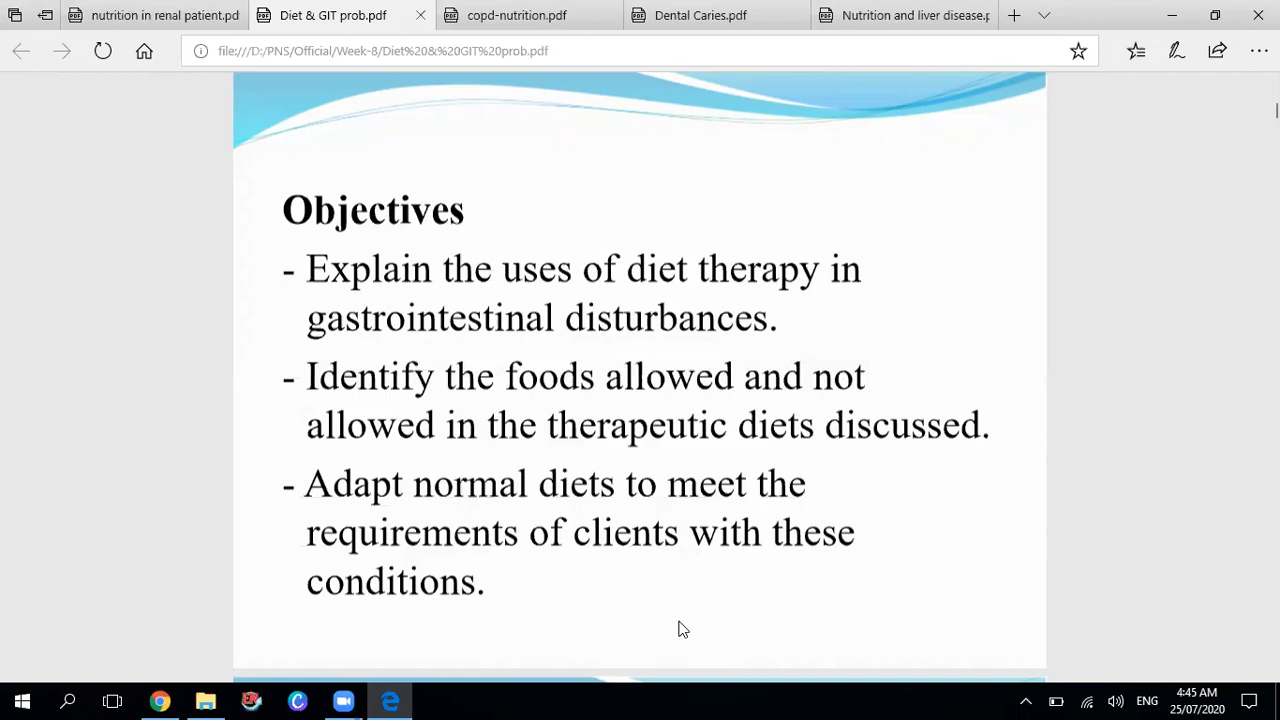 nutrition in renal patient.pd
Diet & GIT prob.pdf
copd-nutrition.pdf
Dental Caries.pdf
Nutrition and liver disease.p
file:///D:/PNS/Official/Week-8/Diet%20&%20GIT%20prob.pdf
Objectives
- Explain the uses of diet therapy in
gastrointestinal disturbances.
- Identify the foods allowed and not
allowed in the therapeutic diets discussed.
- Adapt normal diets to meet the
requirements of clients with these
conditions.
ENG
4:45 AM
25/07/2020